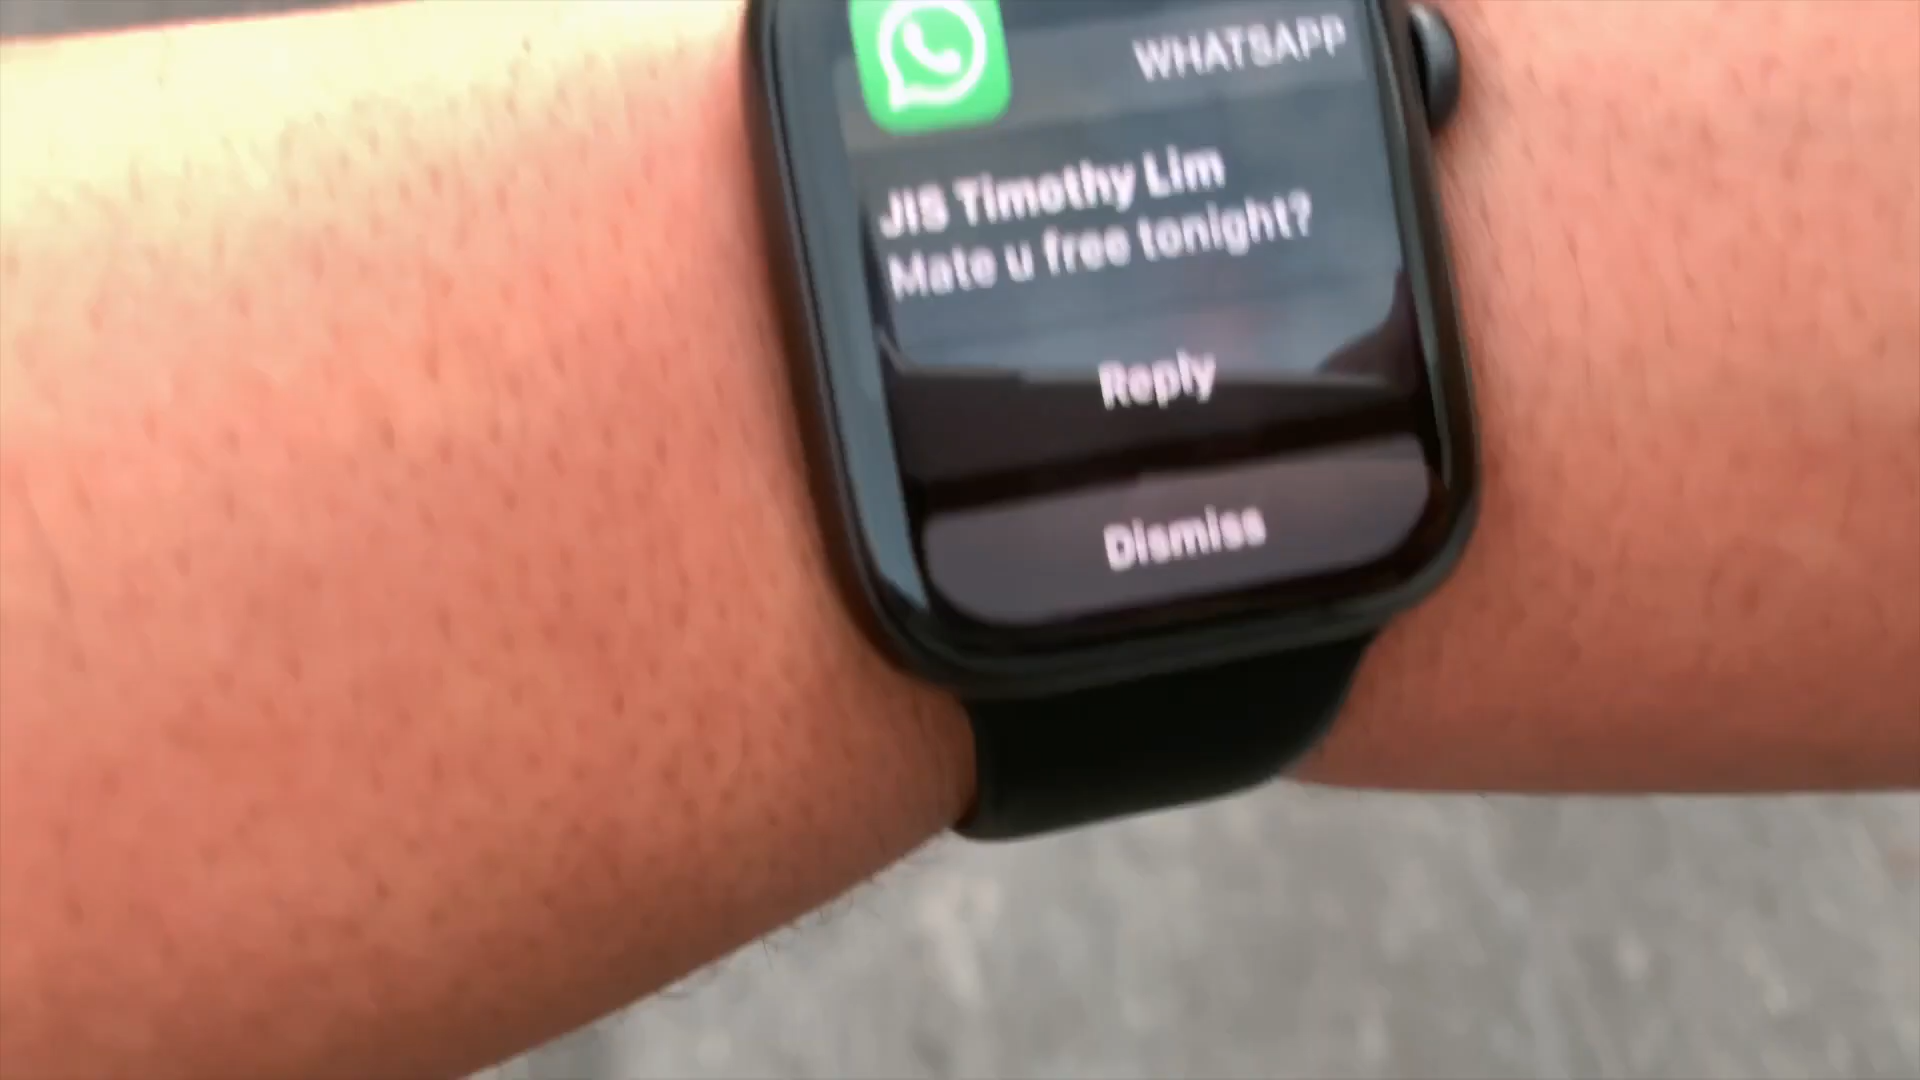 WHATSAPP
JIS Timothy Lim
Mate u free tonight?
Reply
Dismiss